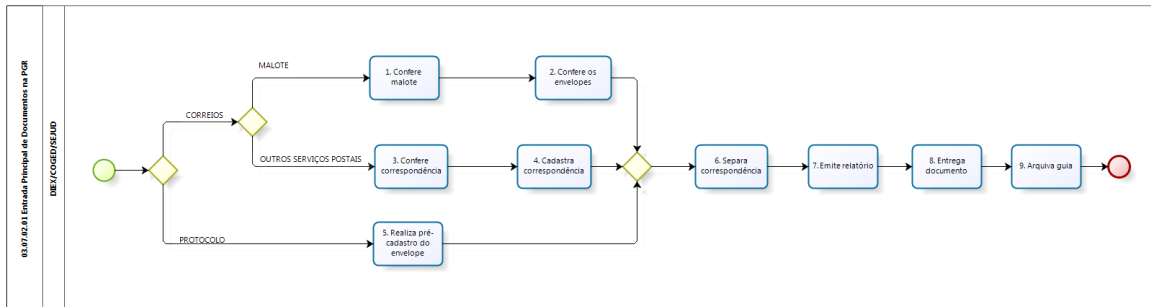 03.07.02.01 Entrada Principal de Documentos na PGR
DIEX/COGED/SEJUD
MALOTE
1. Confere
malote
2. Confere os
envelopes
CORREIOS
OUTROS SERVIÇOS POSTAIS
3. Confere
correspondência
4. Cadastra
correspondência
6. Separa
correspondência
7. Emite relatório
8. Entrega
documento
9. Arquiva guia
PROTOCOLO
5. Realiza pré-
cadastro do
envelope